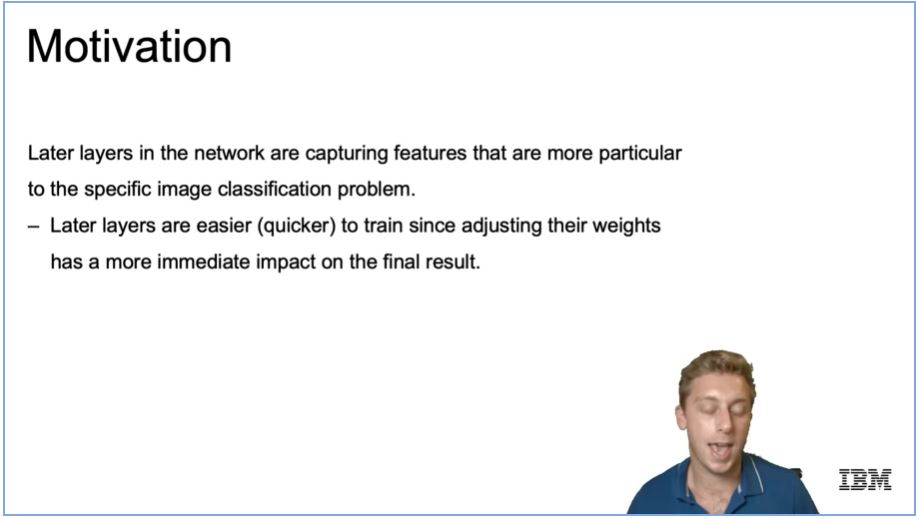 Motivation
Later layers in the network are capturing features that are more particular
to the specific image classification problem.
– Later layers are easier (quicker) to train since adjusting their weights
has a more immediate impact on the final result.
IBM